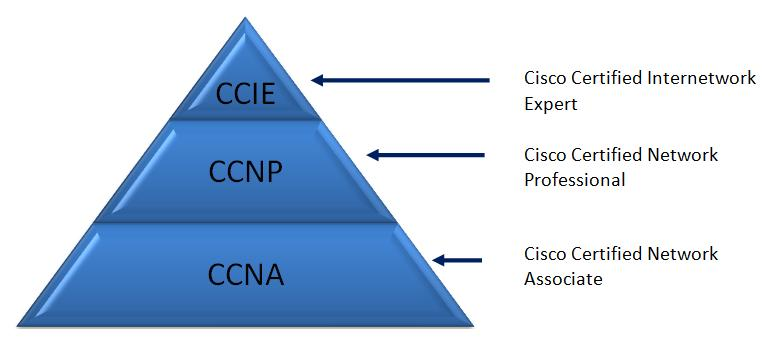 CCIE
Cisco Certified Internetwork
Expert
CCNP
Cisco Certified Network
Professional
CCNA
Cisco Certified Network
Associate